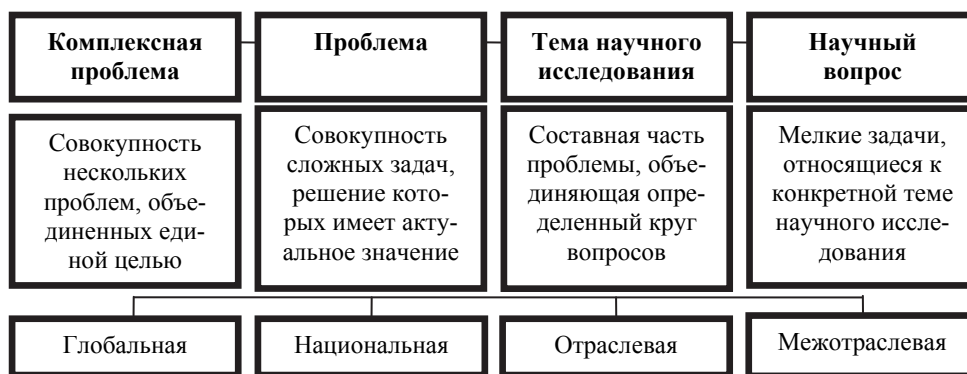 Комплексная
проблема
Проблема
Тема научного
исследования
Научный
вопрос
Совокупность
нескольких
проблем, объе-
диненных еди-
ной целью
Совокупность
сложных задач,
решение кото-
рых имеет акту-
альное значение
Составная часть
проблемы, объе-
диняющая опре-
деленный круг
вопросов
Мелкие задачи,
относящиеся к
конкретной теме
научного иссле-
дования
Глобальная
Национальная
Отраслевая
Межотраслевая